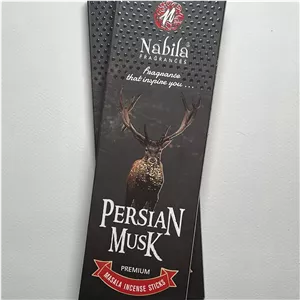 N
Nabila
FRAGRANCES
Fragrance
that inspire you ...
PERSIAN
MUSK
PREMIUM
MASALA INCENSE STICKS